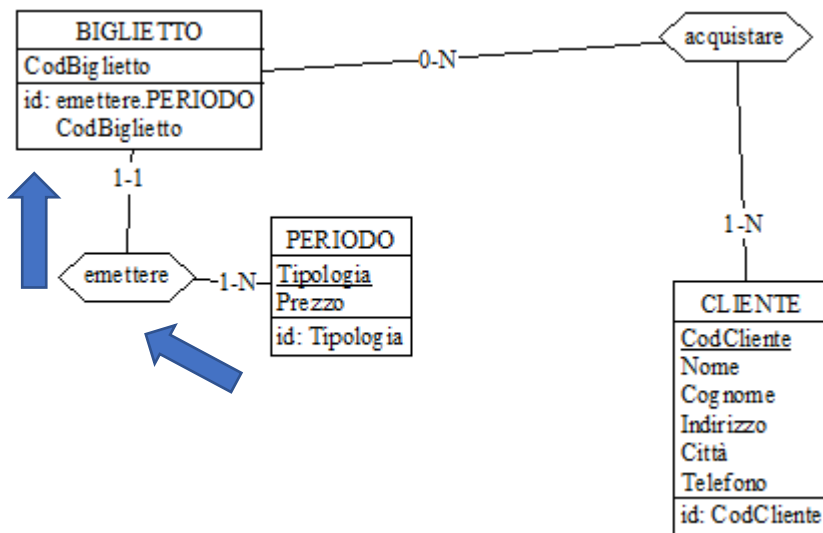 BIGLIETTO
CodBiglietto
id: emettere.PERIODO
CodBiglietto
0-N
acquistare
1-1
emettere
1-N
PERIODO
Tipologia
Prezzo
id: Tipologia
1-N
CLIENTE
CodCliente
Nome
Cognome
Indirizzo
Città
Telefono
id: CodCliente